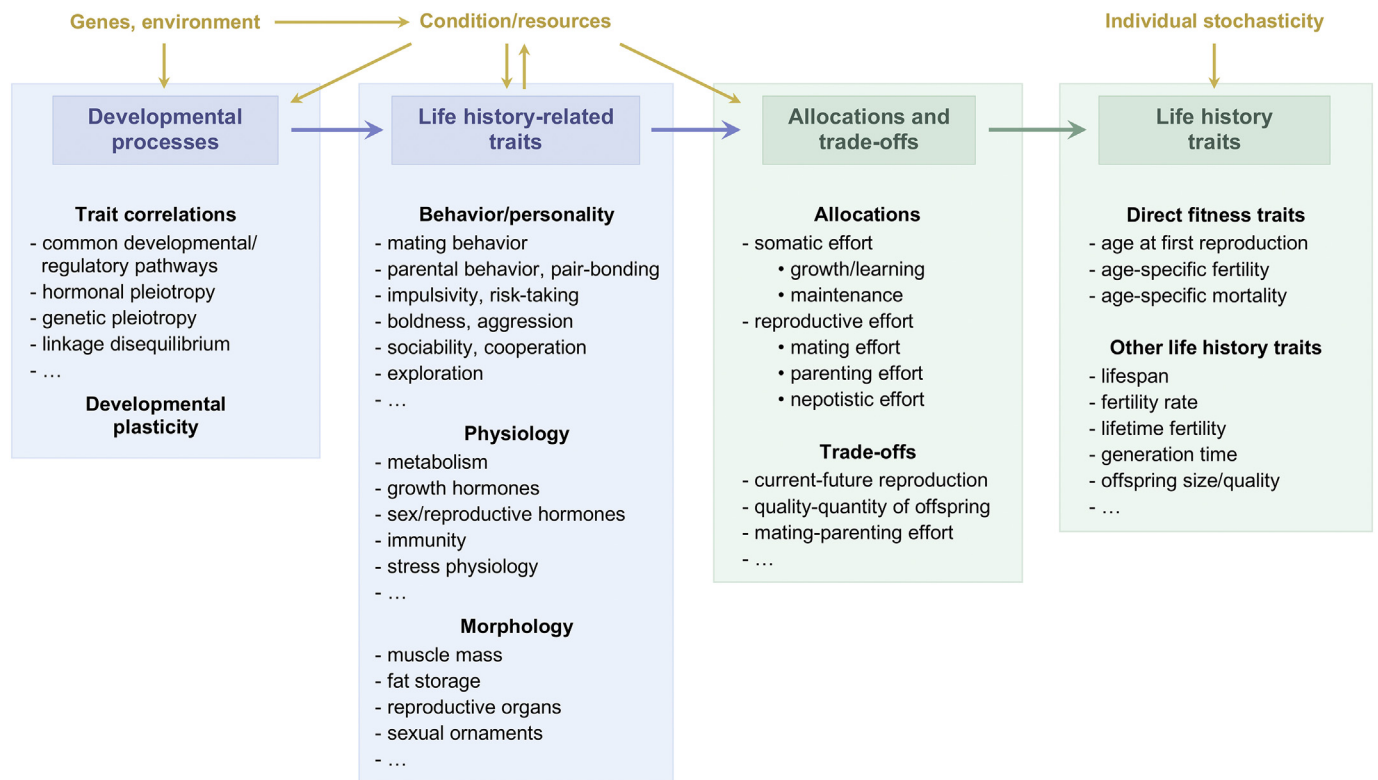 Genes, environment
Condition/resources
Individual stochasticity
Developmental
processes
Life history-related
traits
Allocations and
trade-offs
Life history
traits
Trait correlations
- common developmental/
regulatory pathways
- hormonal pleiotropy
- genetic pleiotropy
- linkage disequilibrium
- …
Developmental
plasticity
Behavior/personality
- mating behavior
- parental behavior, pair-bonding
- impulsivity, risk-taking
- boldness, aggression
- sociability, cooperation
- exploration
- …
Physiology
- metabolism
- growth hormones
- sex/reproductive hormones
- immunity
- stress physiology
- …
Morphology
- muscle mass
- fat storage
- reproductive organs
- sexual ornaments
- …
Allocations
- somatic effort
• growth/learning
• maintenance
- reproductive effort
• mating effort
• parenting effort
• nepotistic effort
Trade-offs
- current-future reproduction
- quality-quantity of offspring
- mating-parenting effort
- …
Direct fitness traits
- age at first reproduction
- age-specific fertility
- age-specific mortality
Other life history traits
- lifespan
- fertility rate
- lifetime fertility
- generation time
- offspring size/quality
- …